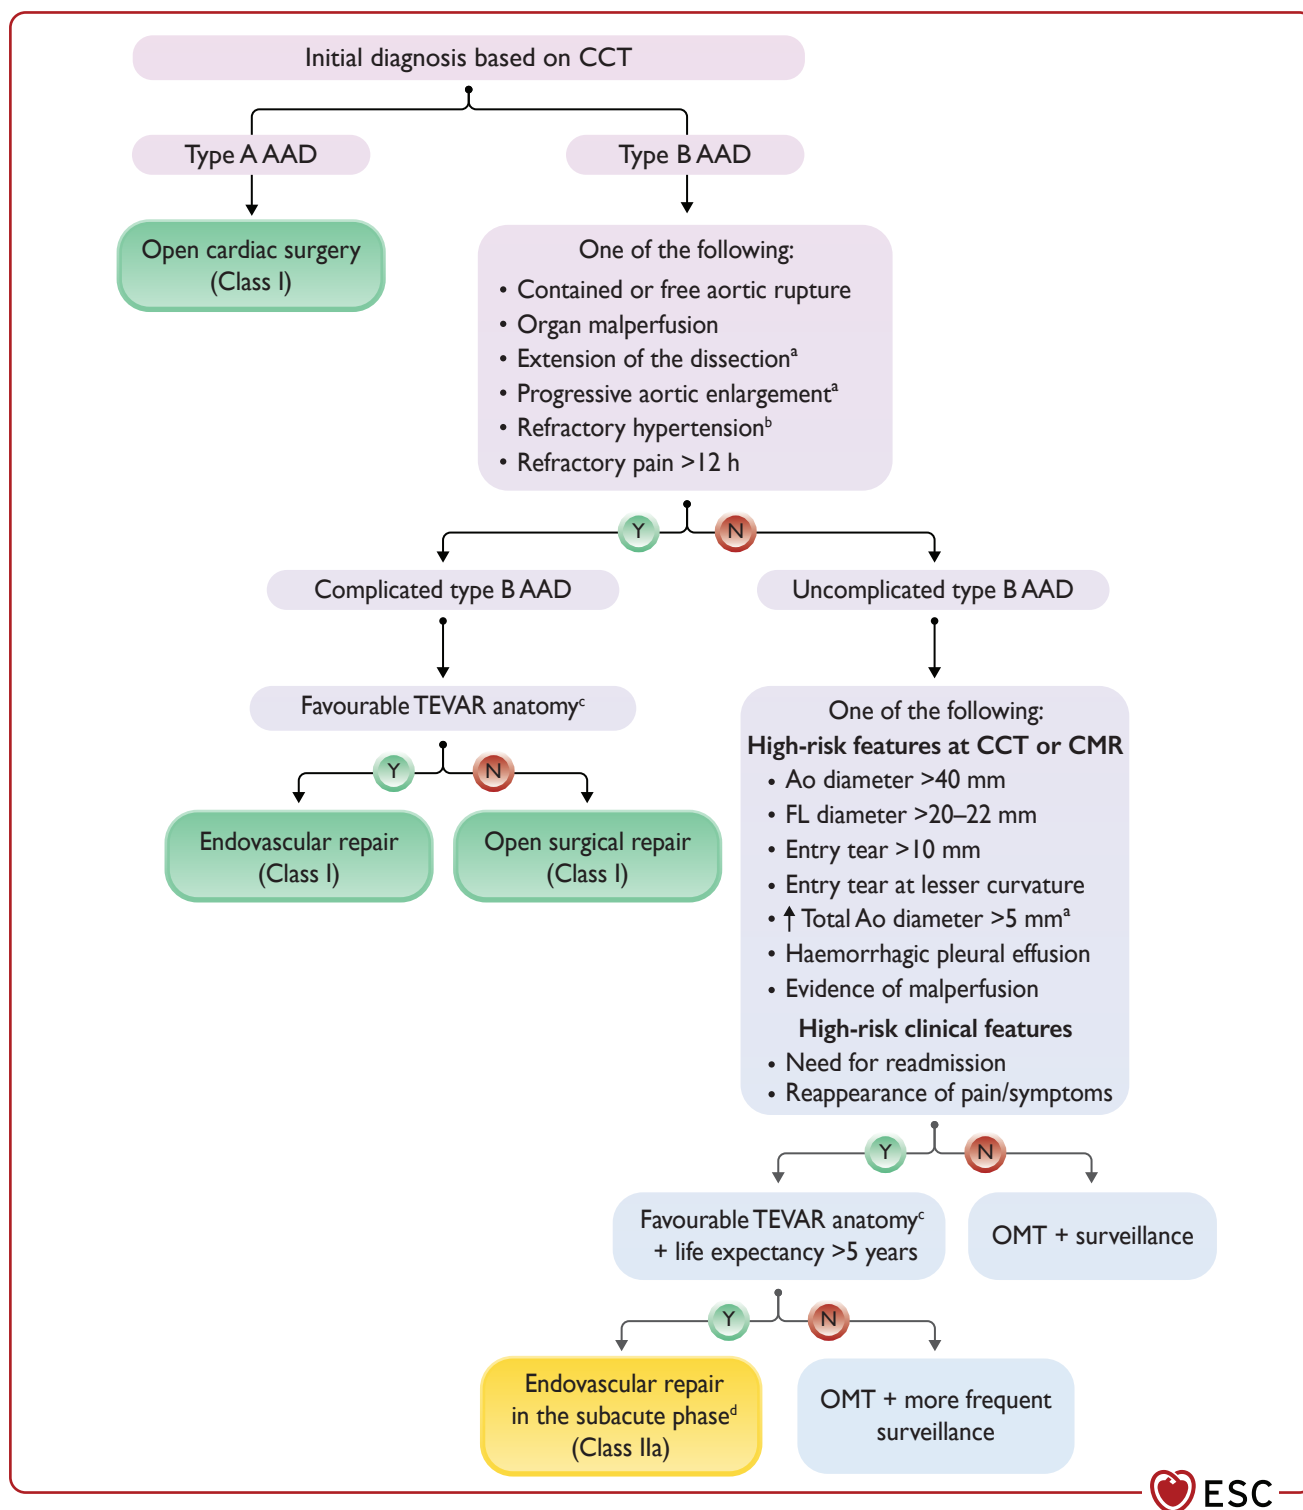 Initial diagnosis based on CCT
Type A AAD
Type B AAD
Open cardiac surgery
(Class I)
One of the following:
• Contained or free aortic rupture
• Organ malperfusion
• Extension of the dissectionᵃ
• Progressive aortic enlargementᵃ
• Refractory hypertensionᵇ
• Refractory pain >12 h
Y
N
Complicated type B AAD
Uncomplicated type B AAD
Favourable TEVAR anatomyᶜ
Y
N
Endovascular repair
(Class I)
Open surgical repair
(Class I)
One of the following:
High-risk features at CCT or CMR
• Ao diameter >40 mm
• FL diameter >20–22 mm
• Entry tear >10 mm
• Entry tear at lesser curvature
• ↑ Total Ao diameter >5 mmᵃ
• Haemorrhagic pleural effusion
• Evidence of malperfusion
High-risk clinical features
• Need for readmission
• Reappearance of pain/symptoms
Y
N
Favourable TEVAR anatomyᶜ
+ life expectancy >5 years
OMT + surveillance
Y
N
Endovascular repair
in the subacute phaseᵈ
(Class IIa)
OMT + more frequent
surveillance
ESC